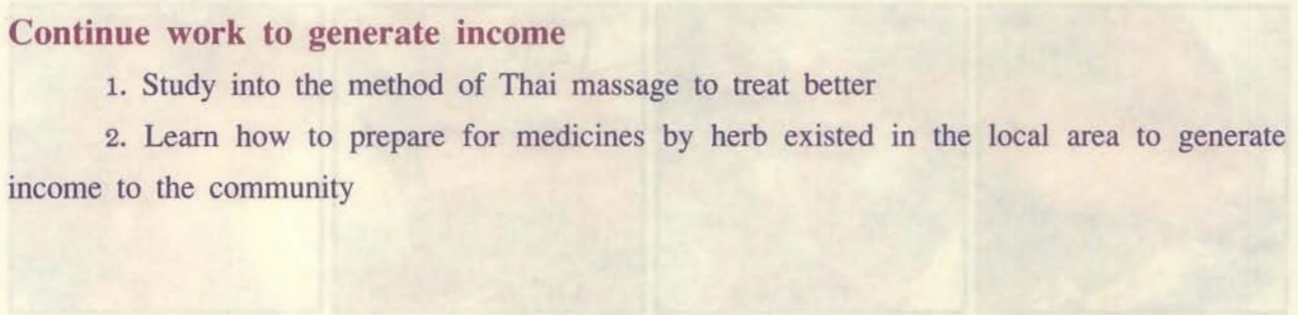 Continue work to generate income
1. Study into the method of Thai massage to treat better
2. Learn how to prepare for medicines by herb existed in the local area to generate
income to the community